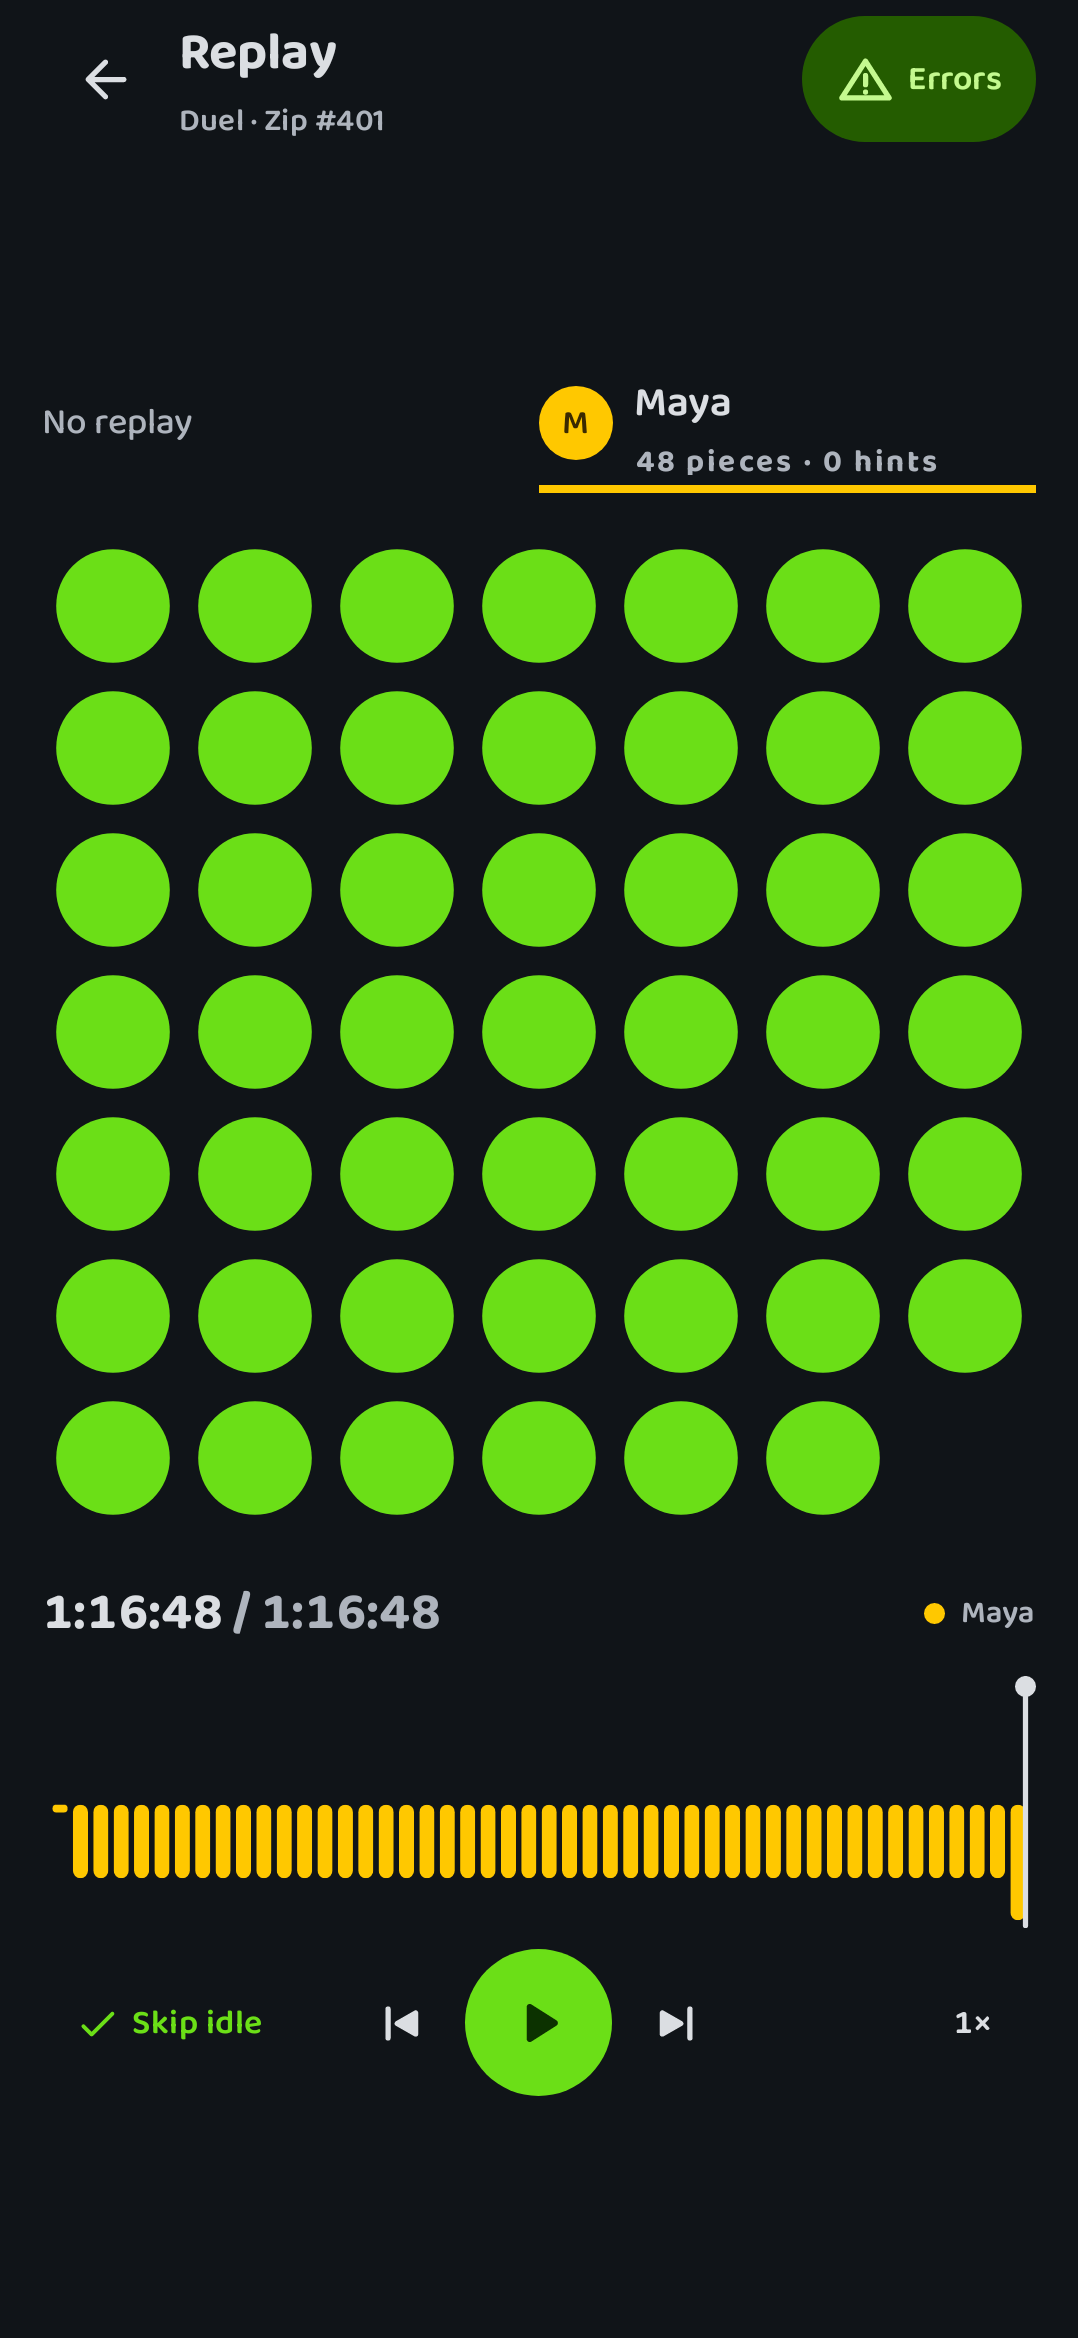 Replay
Duel · Zip #401
Errors
No replay
M
Maya
48 pieces · 0 hints
1:16:48 / 1:16:48
Maya
Skip idle
1×